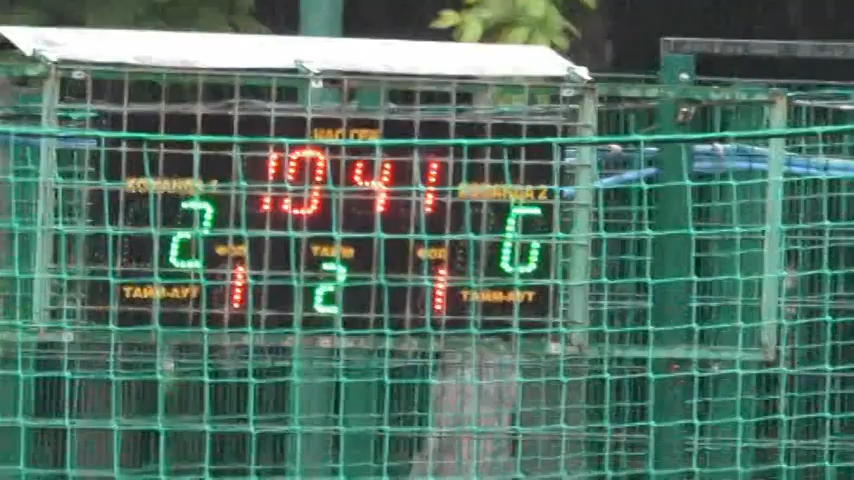 ЧАС СЕК
10 41
КОМАНДА 1 КОМАНДА 2
2 6
ФОЛ ТАЙМ ФОЛ
1 2 1
ТАЙМ-АУТ ТАЙМ-АУТ